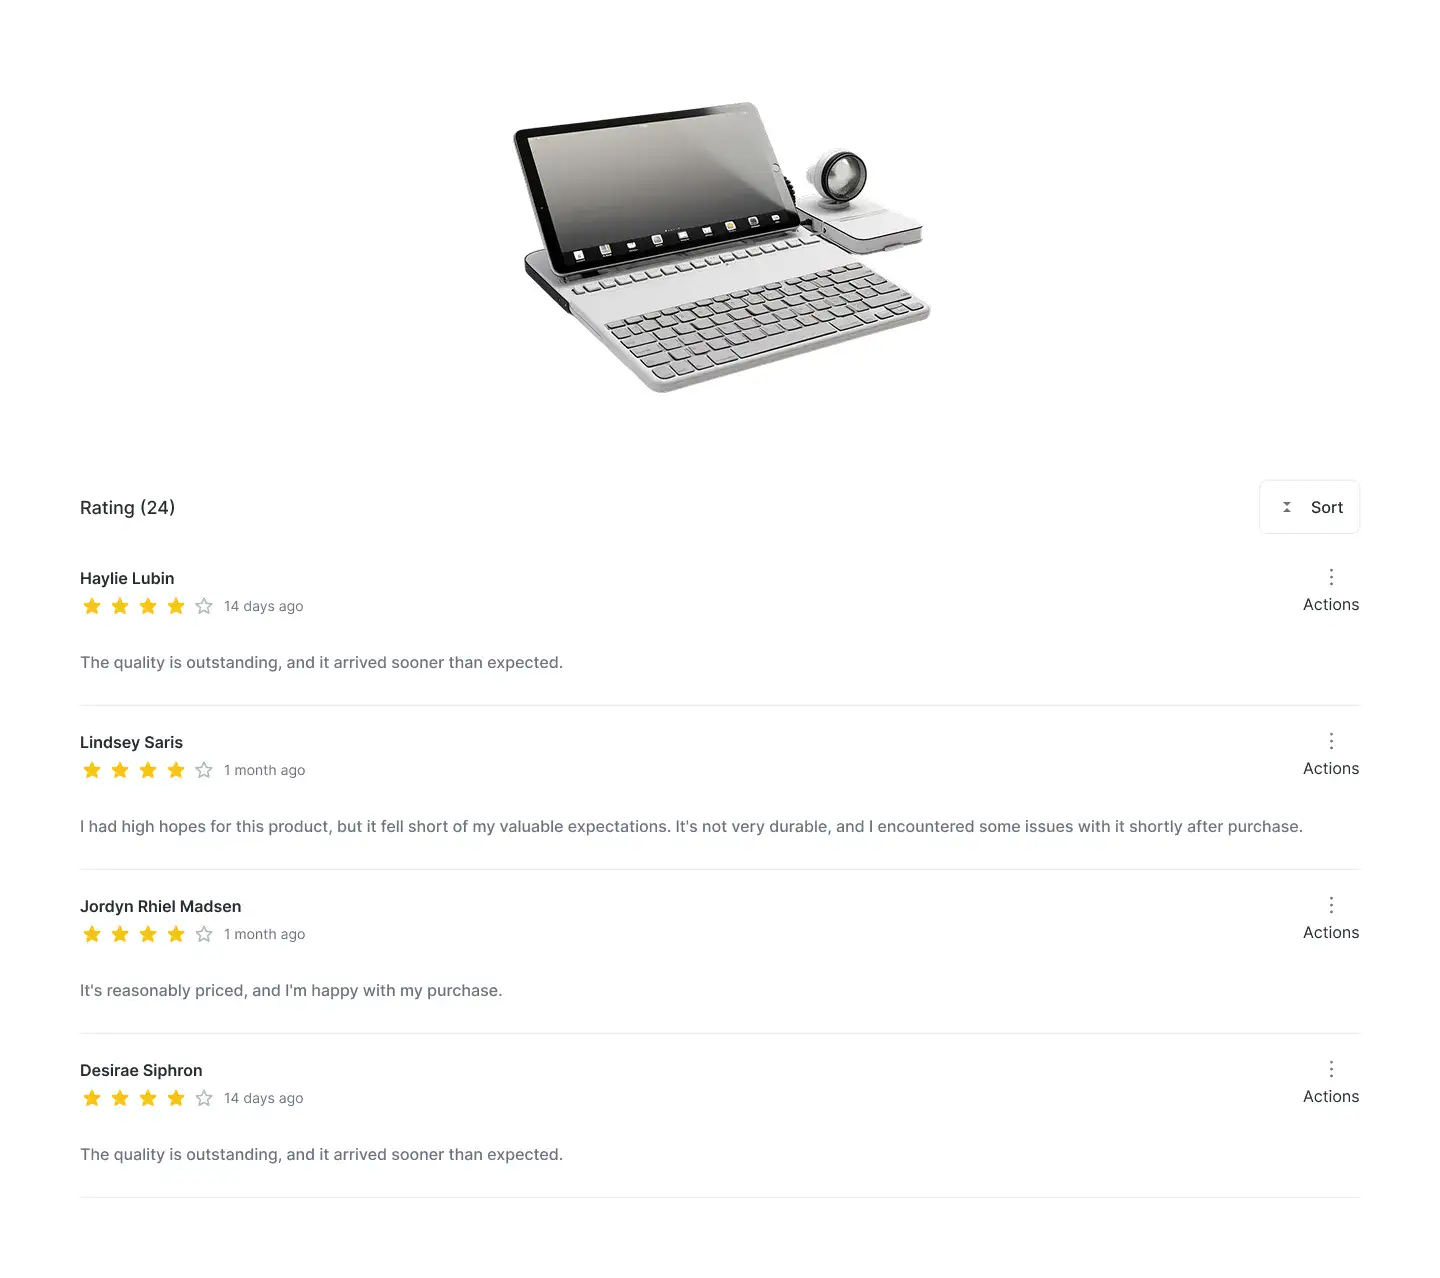 Rating (24)
Sort
Haylie Lubin
14 days ago
Actions
The quality is outstanding, and it arrived sooner than expected.
Lindsey Saris
1 month ago
Actions
I had high hopes for this product, but it fell short of my valuable expectations. It's not very durable, and I encountered some issues with it shortly after purchase.
Jordyn Rhiel Madsen
1 month ago
Actions
It's reasonably priced, and I'm happy with my purchase.
Desirae Siphron
14 days ago
Actions
The quality is outstanding, and it arrived sooner than expected.